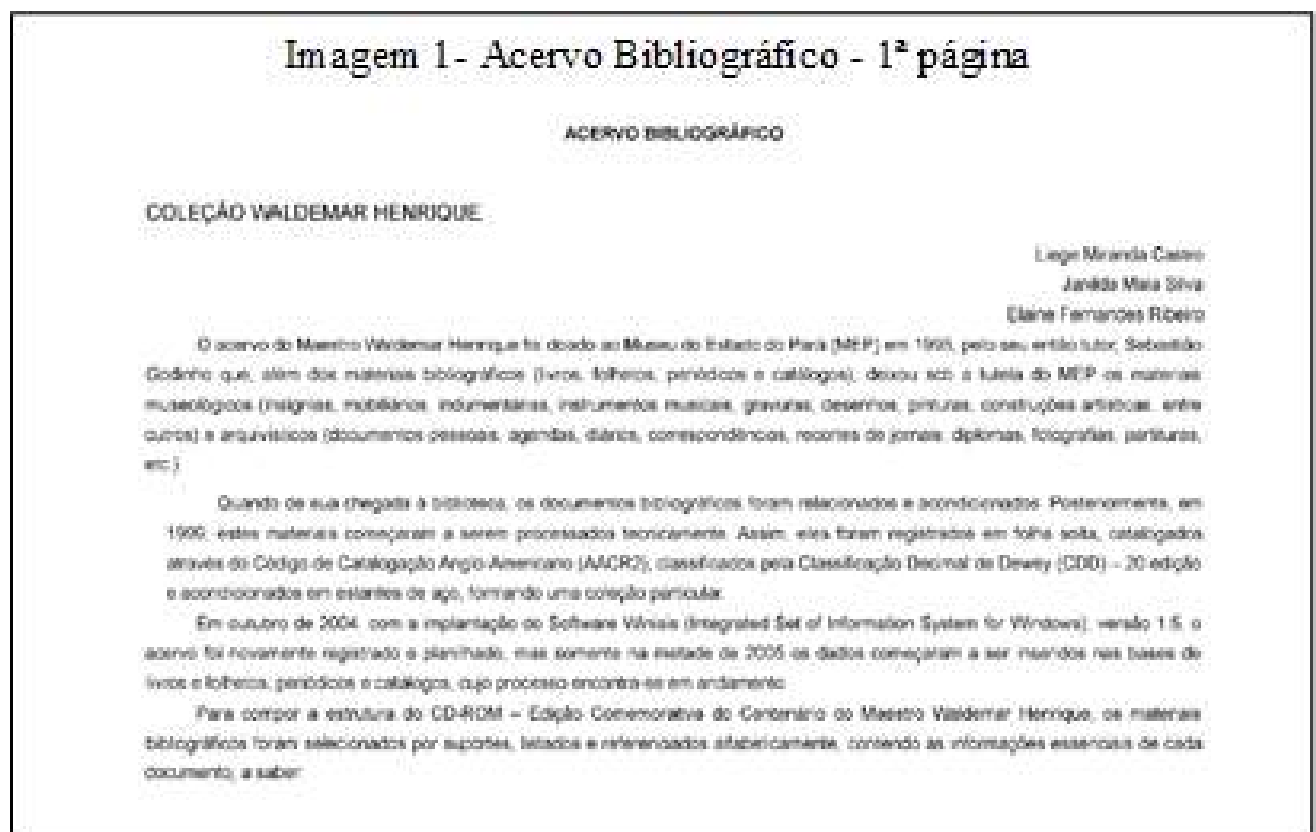 Imagem 1- Acervo Bibliográfico - 1ª página
ACERVO BIBLIOGRÁFICO
COLEÇÃO WALDEMAR HENRIQUE
Liege Miranda Castro
Janilda Maia Silva
Elaine Fernandes Ribeiro
O acervo do Maestro Waldemar Henrique foi doado ao Museu do Estado do Pará (MEP) em pelo seu então tutor, Sebastião
Godinho que, além dos materiais bibliográficos (livros, folhetos, periódicos e catálogos), deixou sob a tutela do MEP os materiais
museológicos (insígnias, mobiliários, indumentárias, instrumentos musicais, gravuras, desenhos, pinturas, construções artísticas, entre
outros) e arquivísticos (documentos pessoais, agendas, diários, correspondências, recortes de jornais, diplomas, fotografias, partituras,
etc.)
Quando de sua chegada à biblioteca, os documentos bibliográficos foram relacionados e acondicionados. Posteriormente, em
estes materiais começaram a serem processados tecnicamente. Assim, eles foram registrados em folha solta, catalogados
através do Código de Catalogação Anglo-Americano (AACR2), classificados pela Classificação Decimal de Dewey (CDD) – 20 edição
e acondicionados em estantes de aço, formando uma coleção particular.
Em outubro de 2004, com a implantação do Software Winisis (Integrated Set of Information System for Windows), versão 1.5, o
acervo foi novamente registrado e planilhado, mas somente na metade de 2005 os dados começaram a ser inseridos nas bases de
livros e folhetos, periódicos e catálogos, cujo processo encontra-se em andamento.
Para compor a estrutura do CD-ROM – Edição Comemorativa do Centenário do Maestro Waldemar Henrique, os materiais
bibliográficos foram selecionados por suportes, listados e referenciados alfabeticamente, contendo as informações essenciais de cada
documento, a saber: